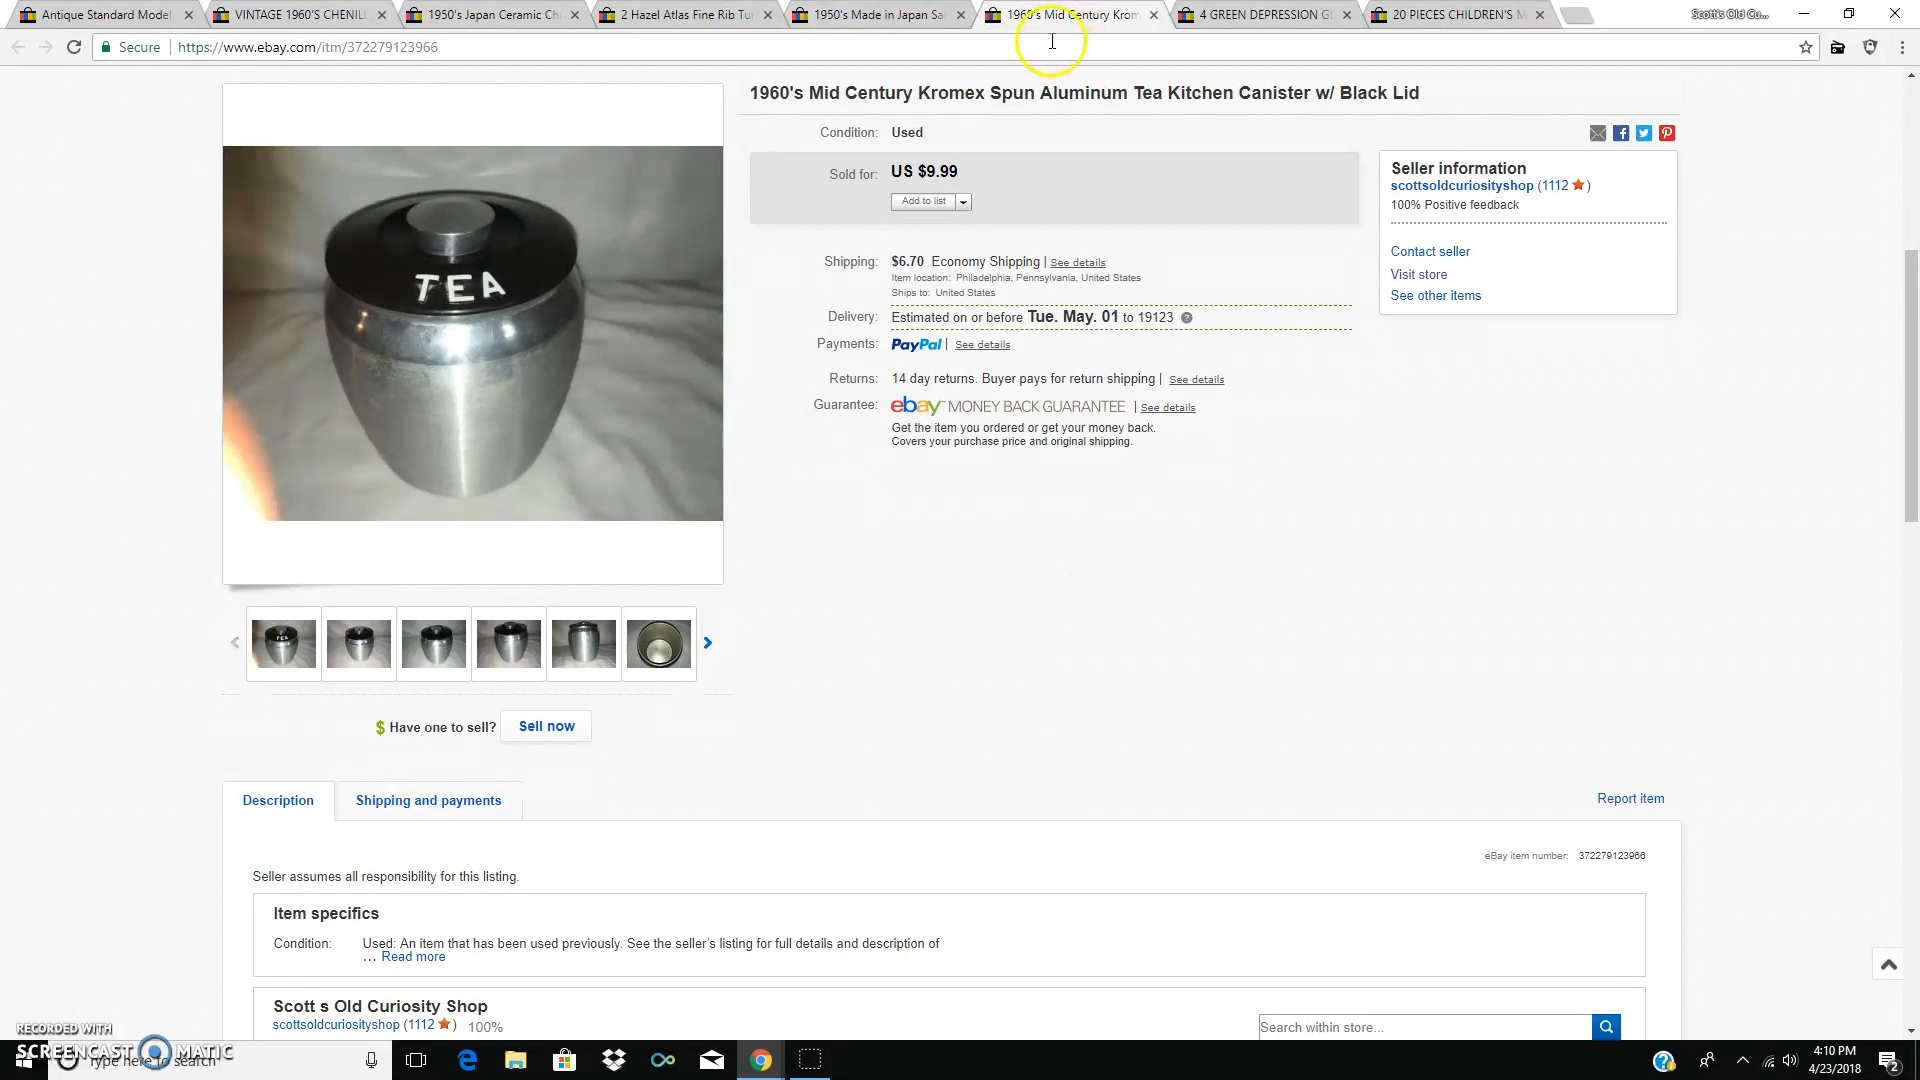 Antique Standard Model
VINTAGE 1960'S CHENILL
1950's Japan Ceramic Ch
2 Hazel Atlas Fine Rib Tu
1950's Made in Japan Sa
1960's Mid Century Krom
4 GREEN DEPRESSION G
20 PIECES CHILDREN'S M
Scott's Old Cu...
Secure
https://www.ebay.com/itm/372279123966
1960's Mid Century Kromex Spun Aluminum Tea Kitchen Canister w/ Black Lid
Condition: Used
Sold for: US $9.99
Add to list
Shipping: $6.70 Economy Shipping | See details
Item location: Philadelphia, Pennsylvania, United States
Ships to: United States
Delivery: Estimated on or before Tue. May. 01 to 19123
Payments: PayPal | See details
Returns: 14 day returns. Buyer pays for return shipping | See details
Guarantee: ebay MONEY BACK GUARANTEE | See details
Get the item you ordered or get your money back.
Covers your purchase price and original shipping.
Seller information
scottsoldcuriosityshop (1112 )
100% Positive feedback
Contact seller
Visit store
See other items
TEA
TEA
Have one to sell? Sell now
Description
Shipping and payments
Report item
eBay item number: 372279123966
Seller assumes all responsibility for this listing.
Item specifics
Condition: Used: An item that has been used previously. See the seller's listing for full details and description of
... Read more
Scott s Old Curiosity Shop
scottsoldcuriosityshop (1112 ) 100%
Search within store...
RECORDED WITH
SCREENCAST MATIC
Type here to search
4:10 PM
4/23/2018
2